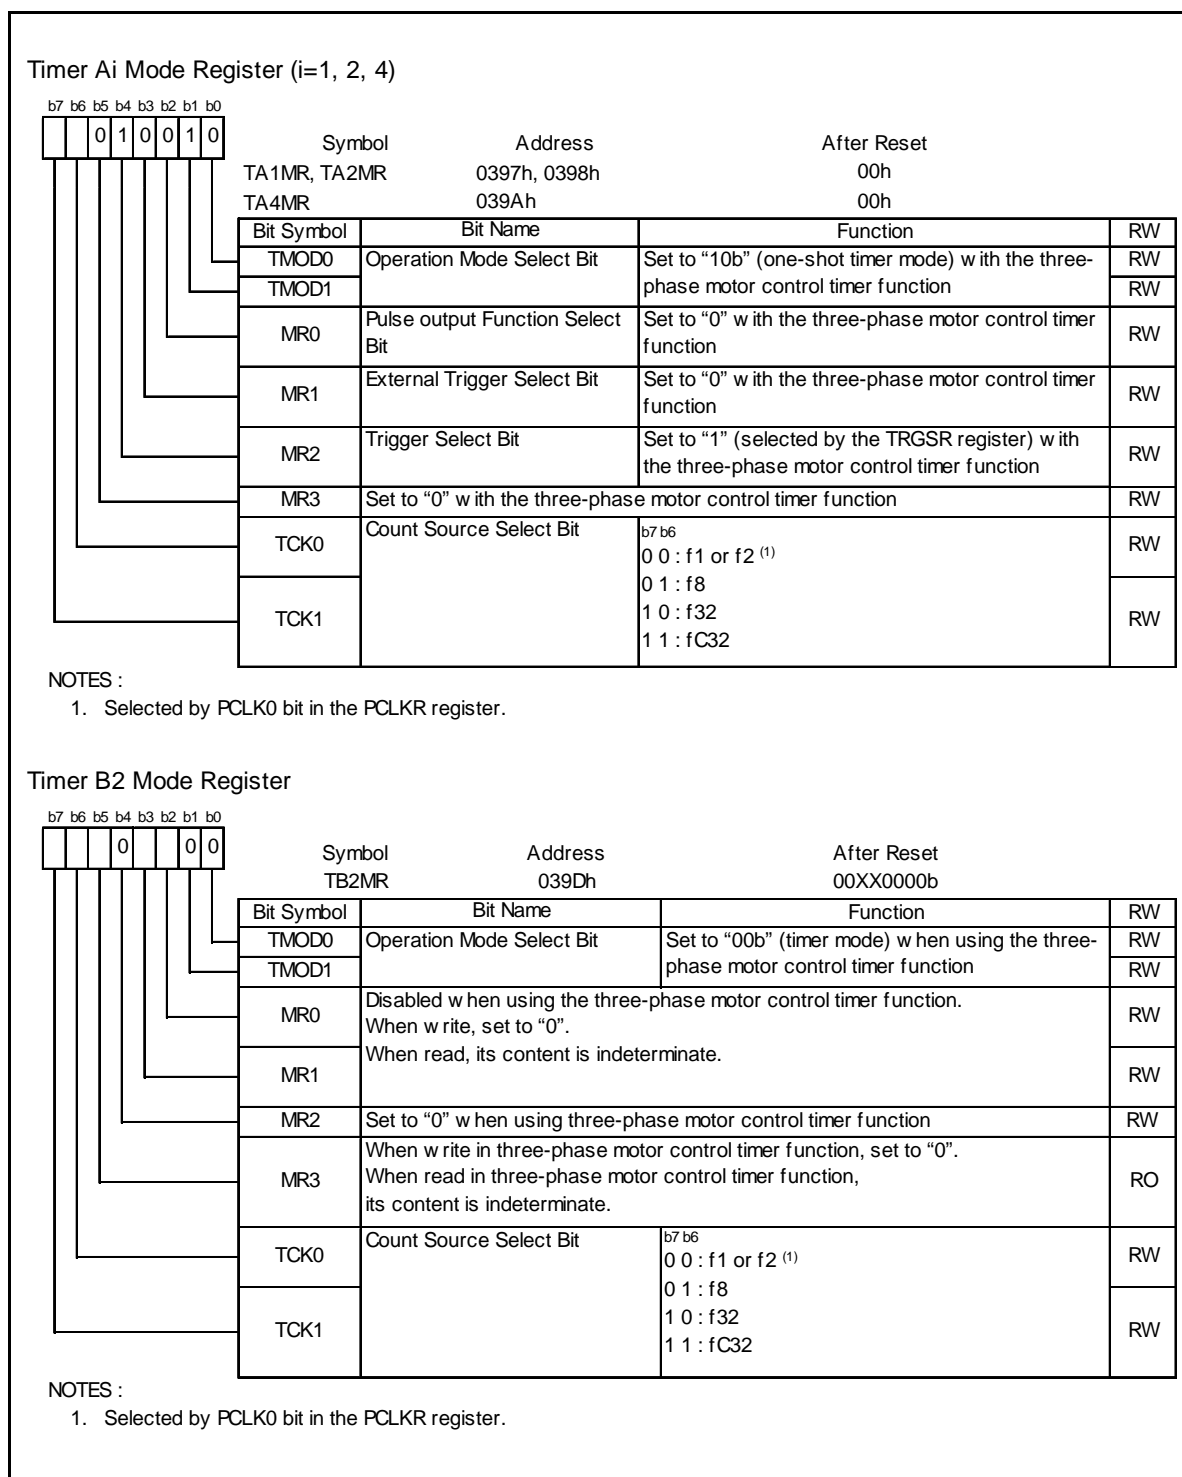 Timer Ai Mode Register (i=1, 2, 4)
b7 b6 b5 b4 b3 b2 b1 b0
0 1 0 0 1 0
Symbol Address After Reset
TA1MR, TA2MR 0397h, 0398h 00h
TA4MR 039Ah 00h
Bit Symbol Bit Name Function RW
TMOD0 Operation Mode Select Bit Set to “10b” (one-shot timer mode) with the three- RW
TMOD1 phase motor control timer function RW
MR0 Pulse output Function Select Set to “0” with the three-phase motor control timer RW
Bit function
MR1 External Trigger Select Bit Set to “0” with the three-phase motor control timer RW
function
MR2 Trigger Select Bit Set to “1” (selected by the TRGSR register) with RW
the three-phase motor control timer function
MR3 Set to “0” with the three-phase motor control timer function RW
TCK0 Count Source Select Bit b7 b6 RW
0 0 : f1 or f2 (1)
0 1 : f8
TCK1 1 0 : f32 RW
1 1 : fC32
NOTES :
1. Selected by PCLK0 bit in the PCLKR register.
Timer B2 Mode Register
b7 b6 b5 b4 b3 b2 b1 b0
0 0 0
Symbol Address After Reset
TB2MR 039Dh 00XX0000b
Bit Symbol Bit Name Function RW
TMOD0 Operation Mode Select Bit Set to “00b” (timer mode) when using the three- RW
TMOD1 phase motor control timer function RW
MR0 Disabled when using the three-phase motor control timer function. RW
When write, set to “0”.
When read, its content is indeterminate.
MR1 RW
MR2 Set to “0” when using three-phase motor control timer function RW
When write in three-phase motor control timer function, set to “0”.
MR3 When read in three-phase motor control timer function, RO
its content is indeterminate.
TCK0 Count Source Select Bit b7 b6 RW
0 0 : f1 or f2 (1)
0 1 : f8
TCK1 1 0 : f32 RW
1 1 : fC32
NOTES :
1. Selected by PCLK0 bit in the PCLKR register.